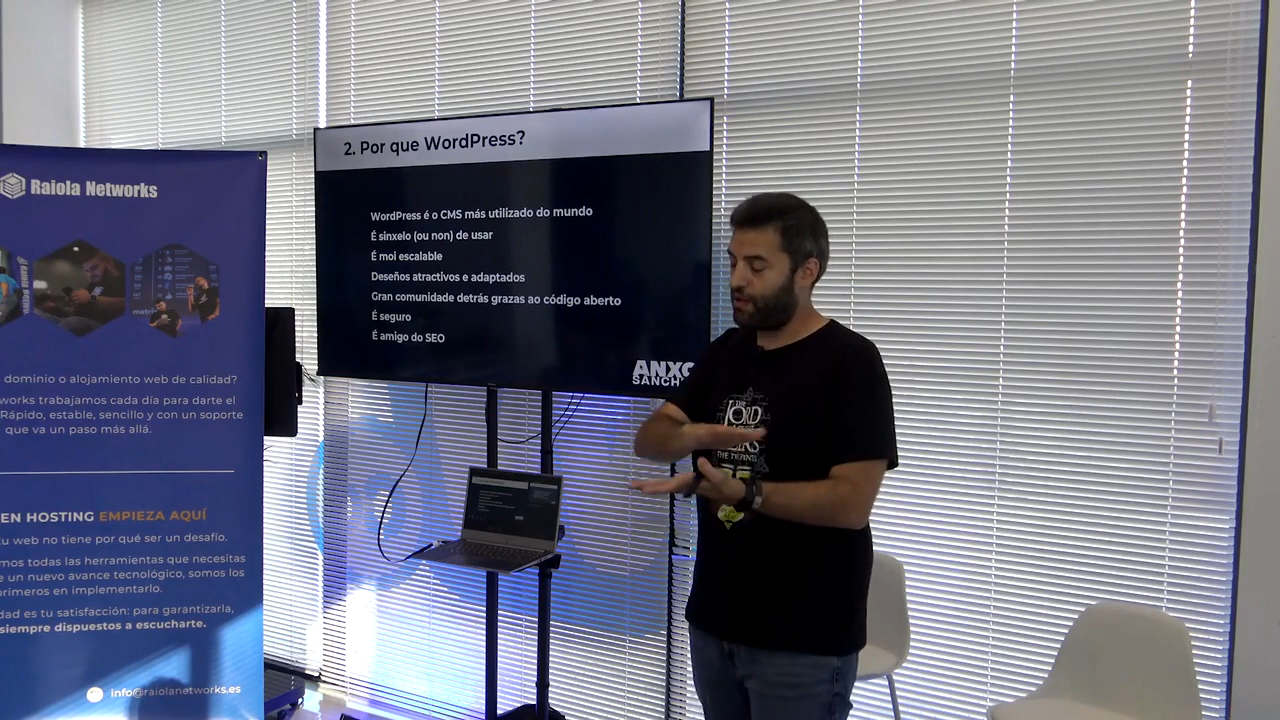 Raiola Networks
dominio o alojamiento web de calidad?
works trabajamos cada día para darte el
Rápido, estable, sencillo y con un soporte
que va un paso más allá.
EN HOSTING EMPIEZA AQUÍ
tu web no tiene por qué ser un desafío.
mos todas las herramientas que necesitas
e un nuevo avance tecnológico, somos los
primeros en implementarlo.
dad es tu satisfacción: para garantizarla,
siempre dispuestos a escucharte.
info@raiolanetworks.es
2. Por que WordPress?
WordPress é o CMS más utilizado do mundo
É sinxelo (ou non) de usar
É moi escalable
Deseños atractivos e adaptados
Gran comunidade detrás grazas ao código aberto
É seguro
É amigo do SEO
ANXO
SANCH
THE
LORD